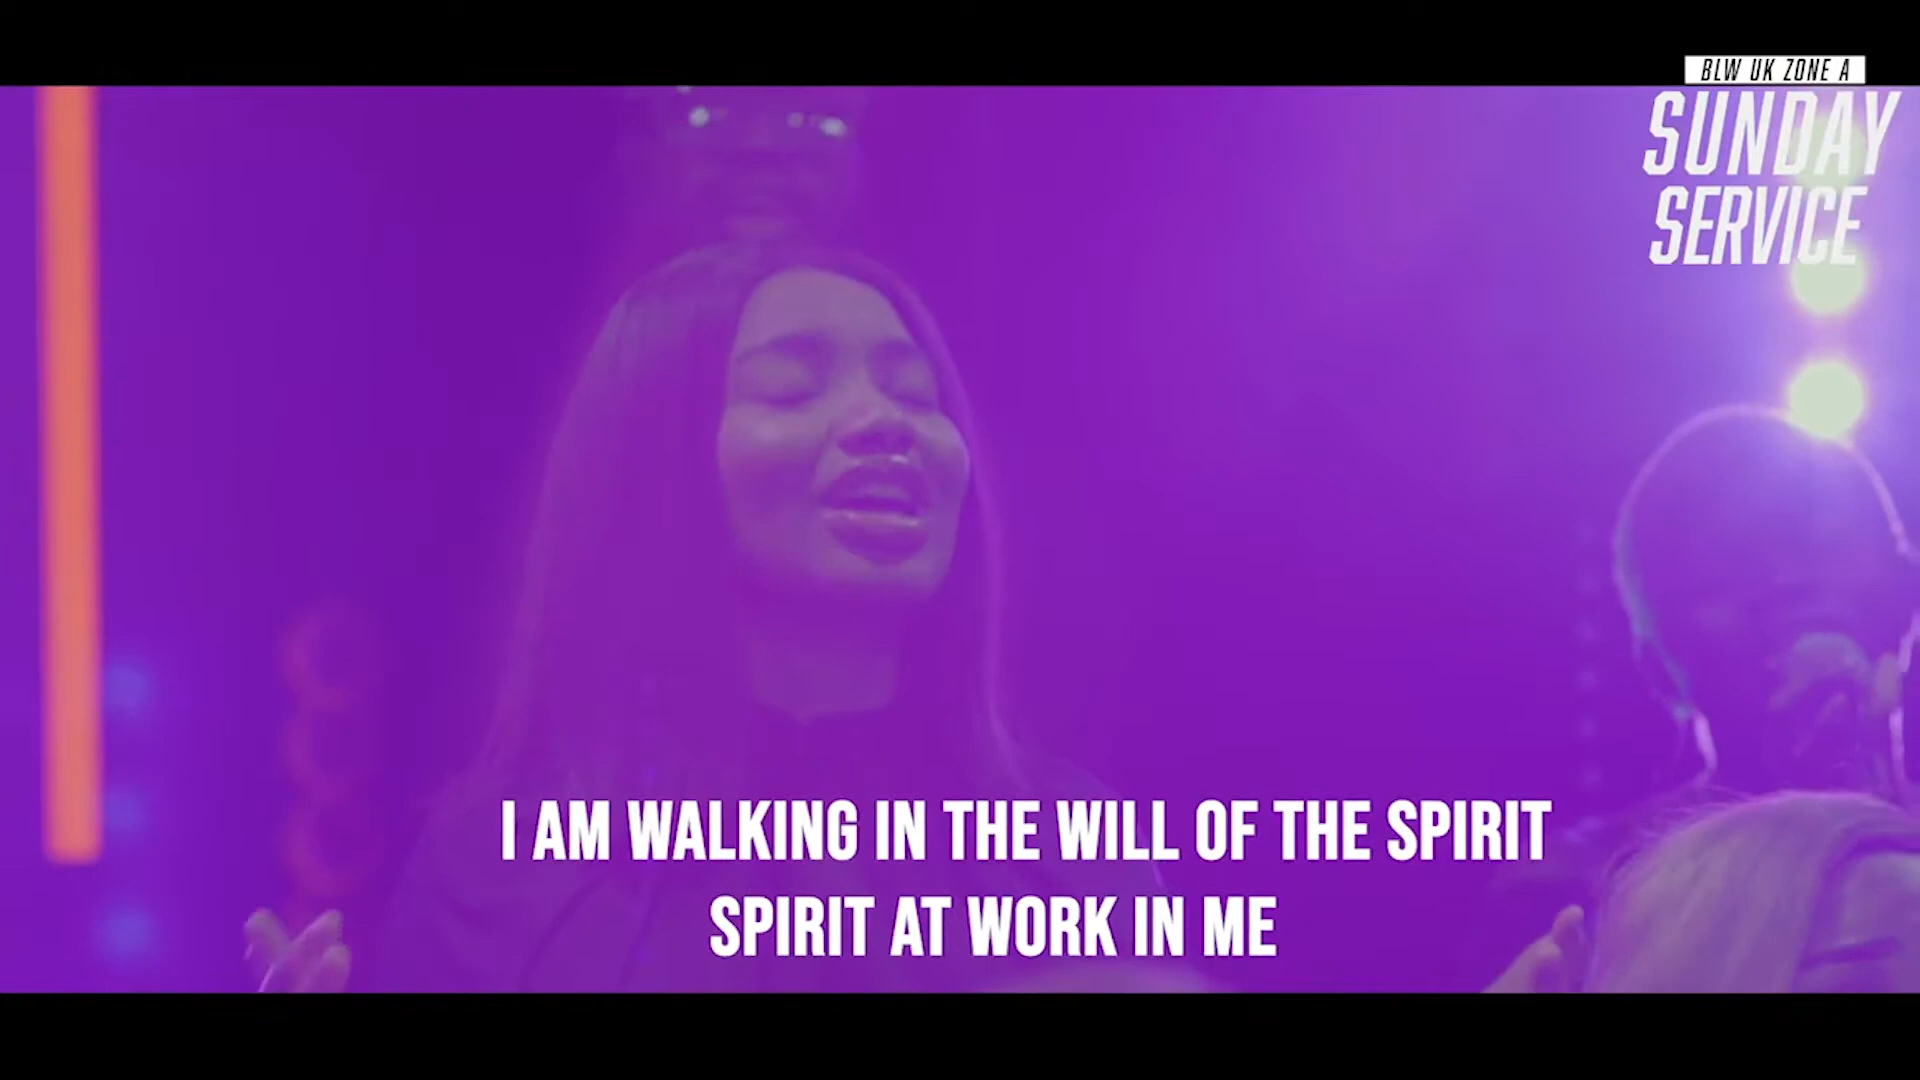 BLW UK ZONE A
SUNDAY
SERVICE
I AM WALKING IN THE WILL OF THE SPIRIT
SPIRIT AT WORK IN ME